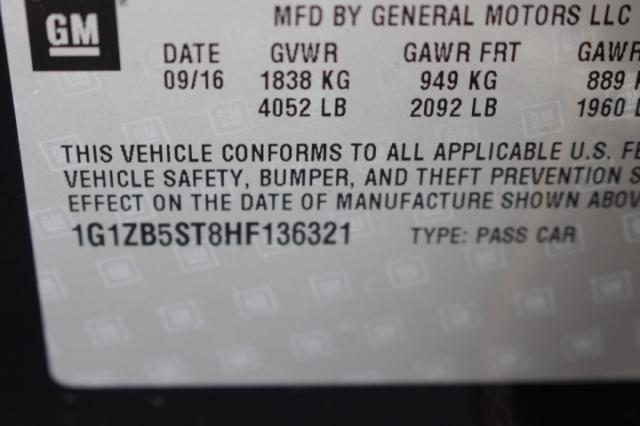 GM
MFD BY GENERAL MOTORS LLC
DATE GVWR GAWR FRT GAWR
09/16 1838 KG 949 KG 889
4052 LB 2092 LB 1960
THIS VEHICLE CONFORMS TO ALL APPLICABLE U.S.
VEHICLE SAFETY, BUMPER, AND THEFT PREVENTION
EFFECT ON THE DATE OF MANUFACTURE SHOWN
1G1ZB5ST8HF136321 TYPE: PASS CAR